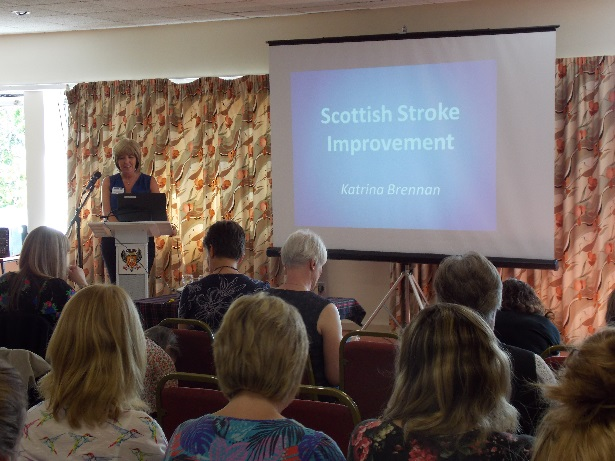 Scottish Stroke
Improvement
Katrina Brennan